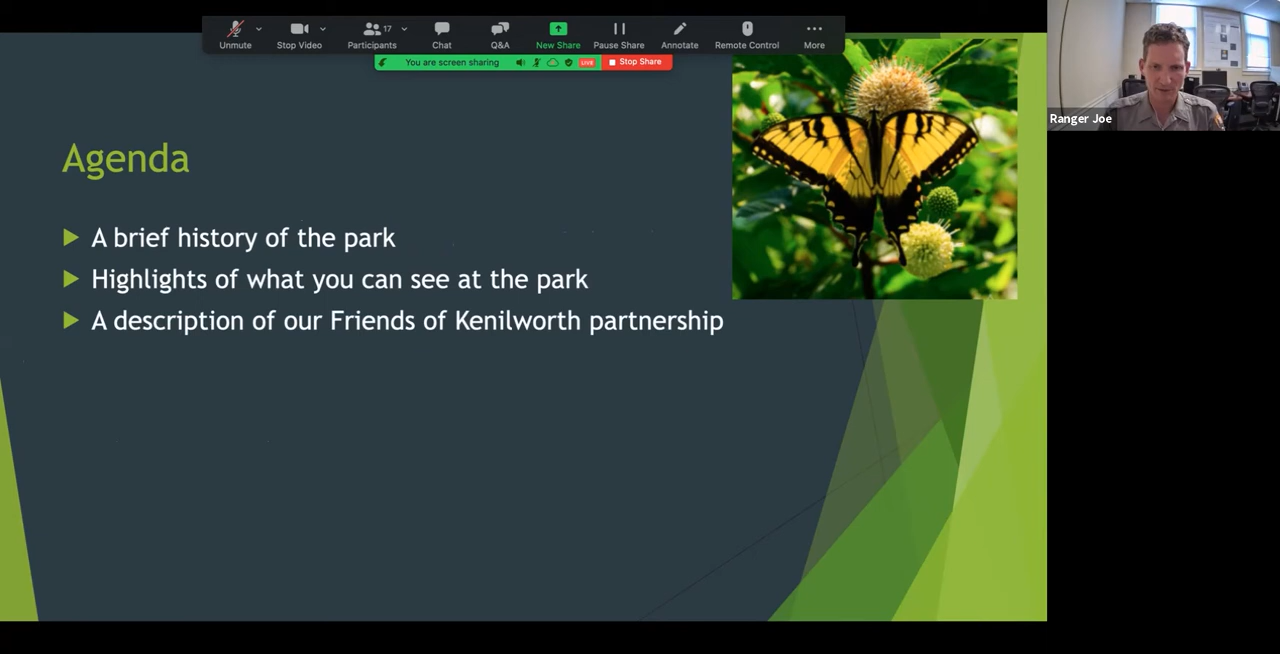 Unmute
Stop Video
Participants
17
Chat
Q&A
New Share
Pause Share
Annotate
Remote Control
More
You are screen sharing
LIVE
Stop Share
Ranger Joe
Agenda
A brief history of the park
Highlights of what you can see at the park
A description of our Friends of Kenilworth partnership